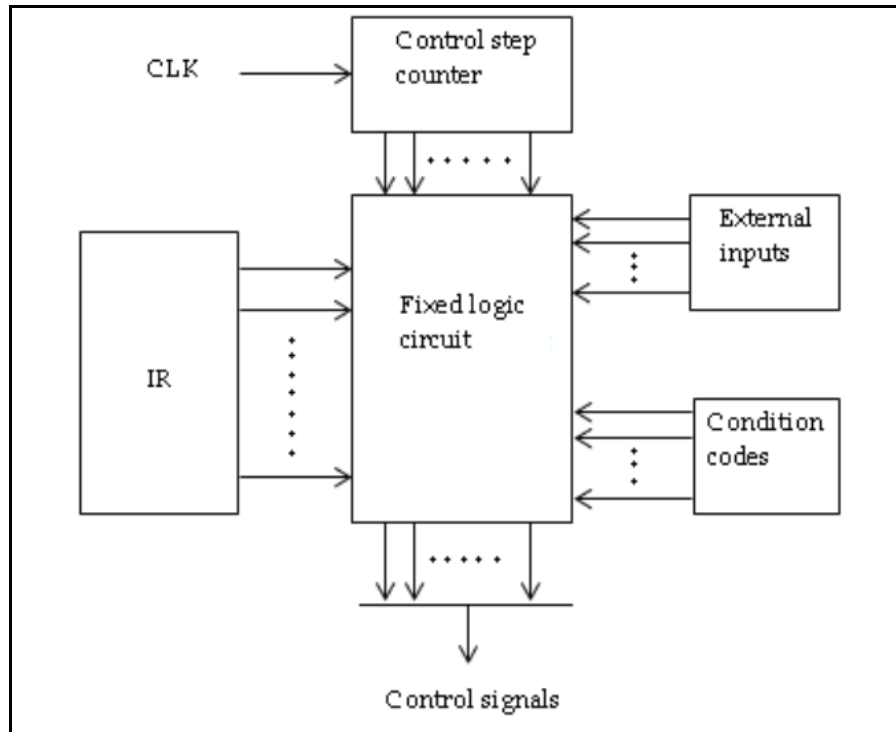 Control step
counter
CLK
External
inputs
Fixed logic
circuit
IR
Condition
codes
Control signals